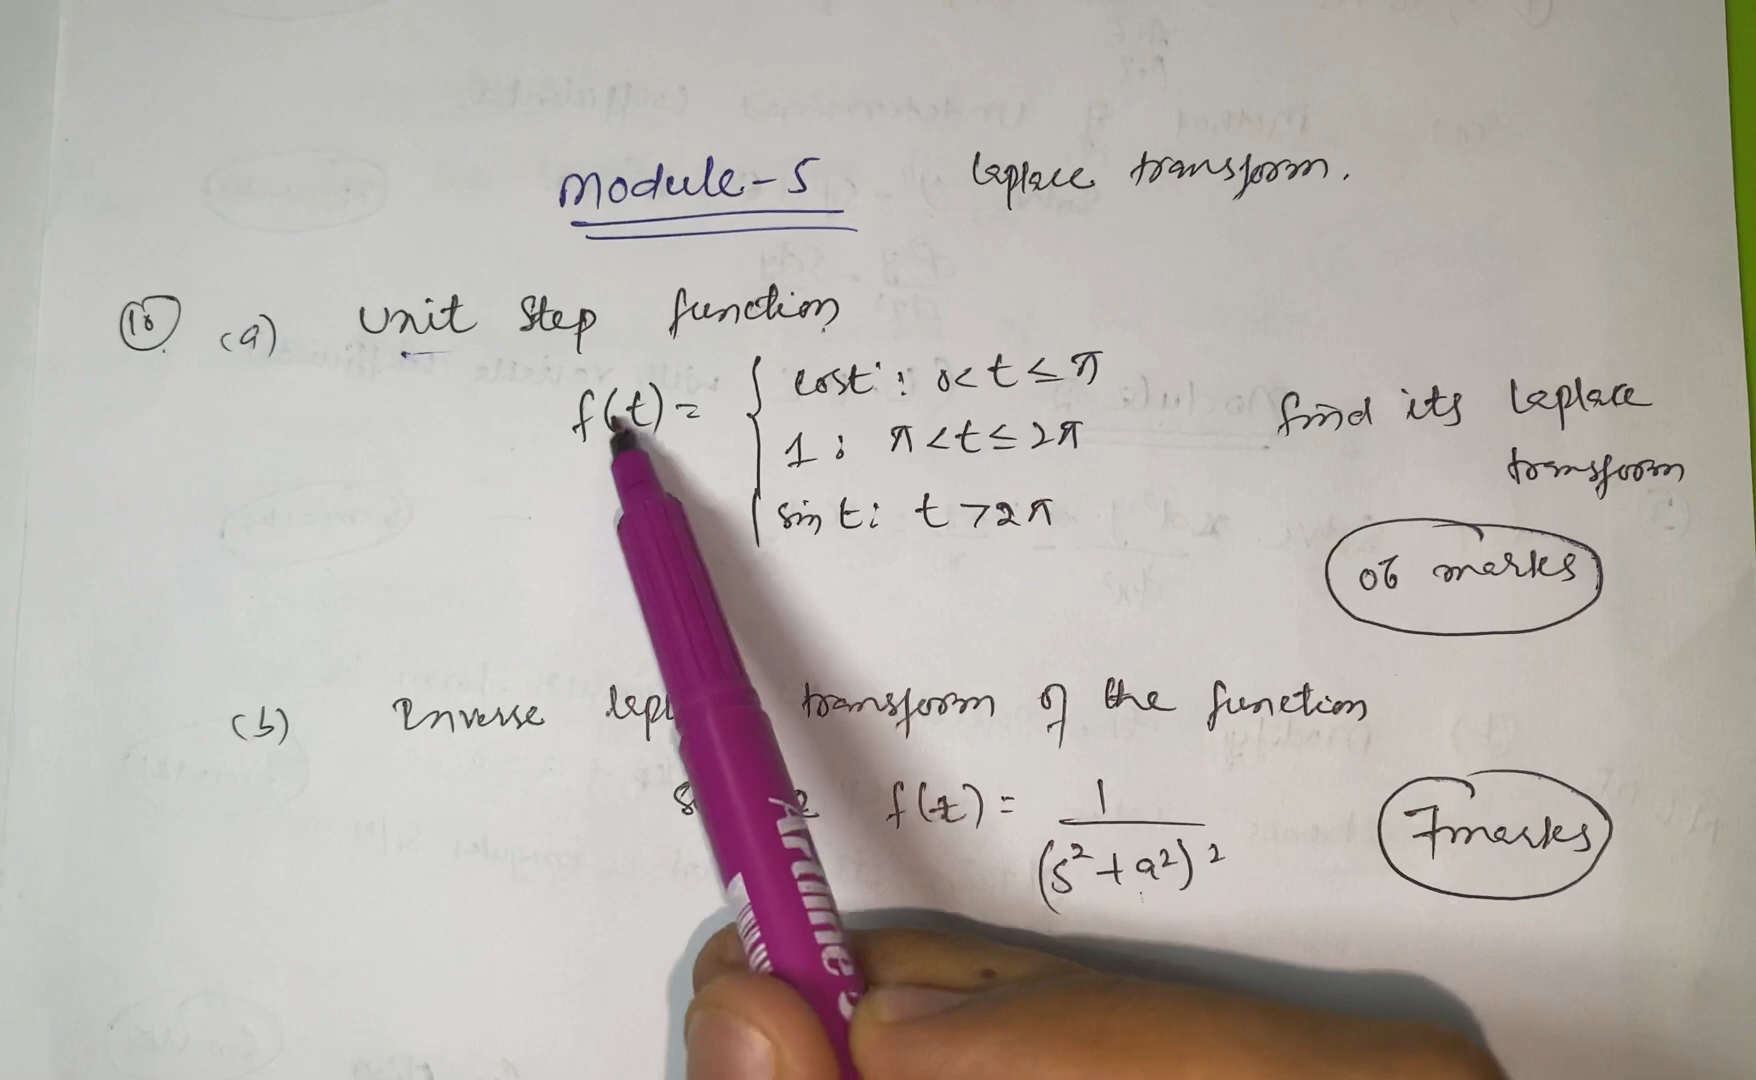 Module-5 Laplace transform.
10 (a) Unit Step function
f(t)= { cost : 0<t≤π
1 : π<t≤2π
sin t: t>2π
find its Laplace
transform
06 marks
(b) Inverse transform of the function
f(t) = 1/(s²+a²)²
7marks
Artline